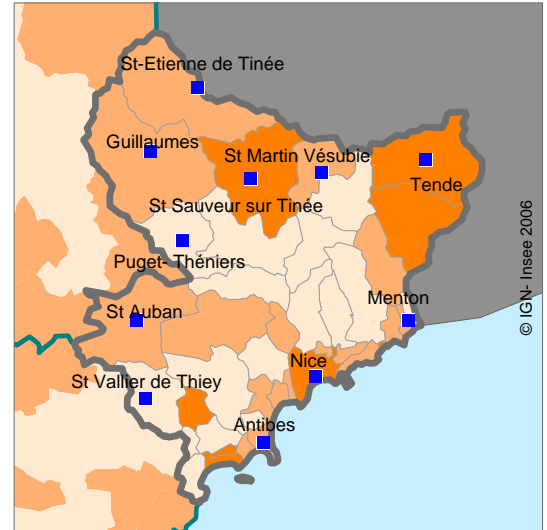 St-Etienne de Tinée
Guillaumes
St Martin Vésubie
Tende
St Sauveur sur Tinée
Puget- Théniers
St Auban
Menton
Nice
St Vallier de Thiey
Antibes
© IGN- Insee 2006